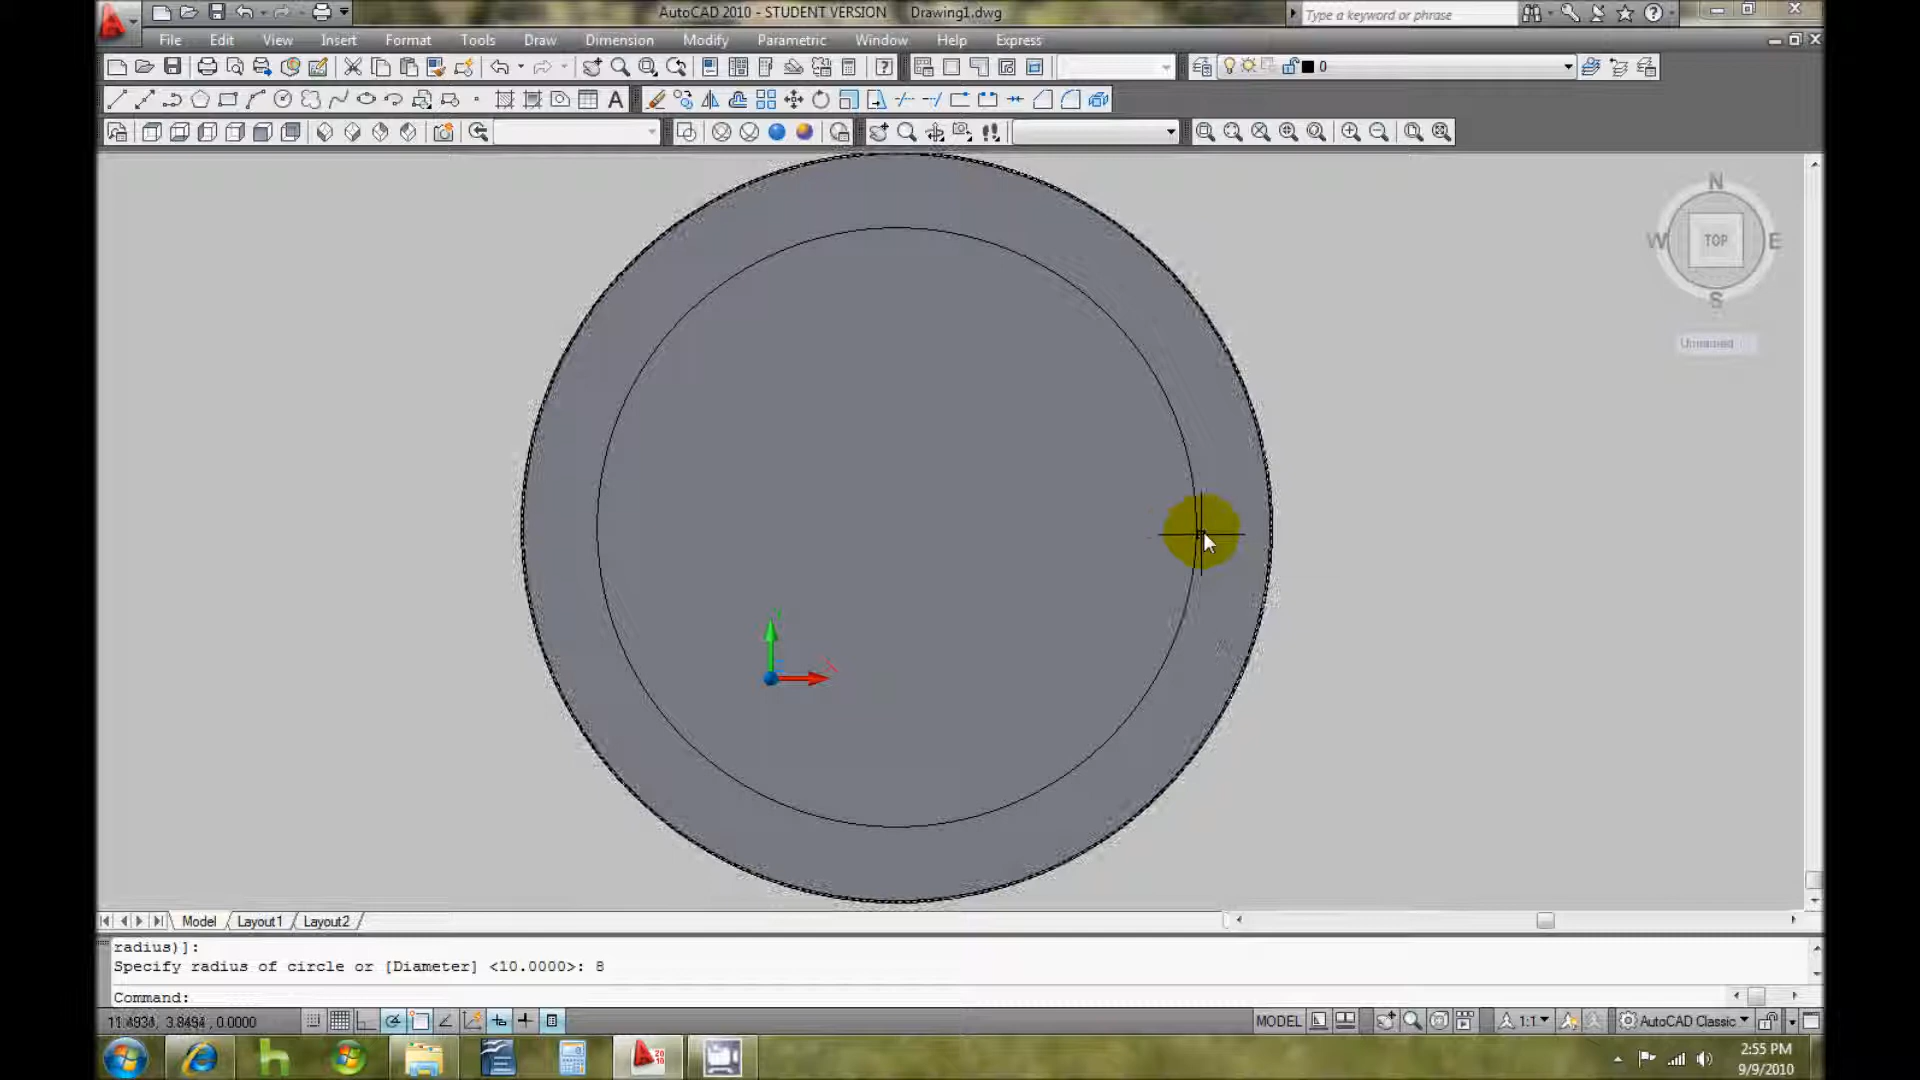 AutoCAD 2010 - STUDENT VERSION Drawing1.dwg
Type a keyword or phrase
File Edit View Insert Format Tools Draw Dimension Modify Parametric Window Help Express
0
N
W TOP E
S
Unnamed
Y
X
Model Layout1 Layout2
radius)]:
Specify radius of circle or [Diameter] <10.0000>: 8
Command:
11.4934, 3.8494, 0.0000 MODEL 1:1 AutoCAD Classic
2:55 PM
9/9/2010